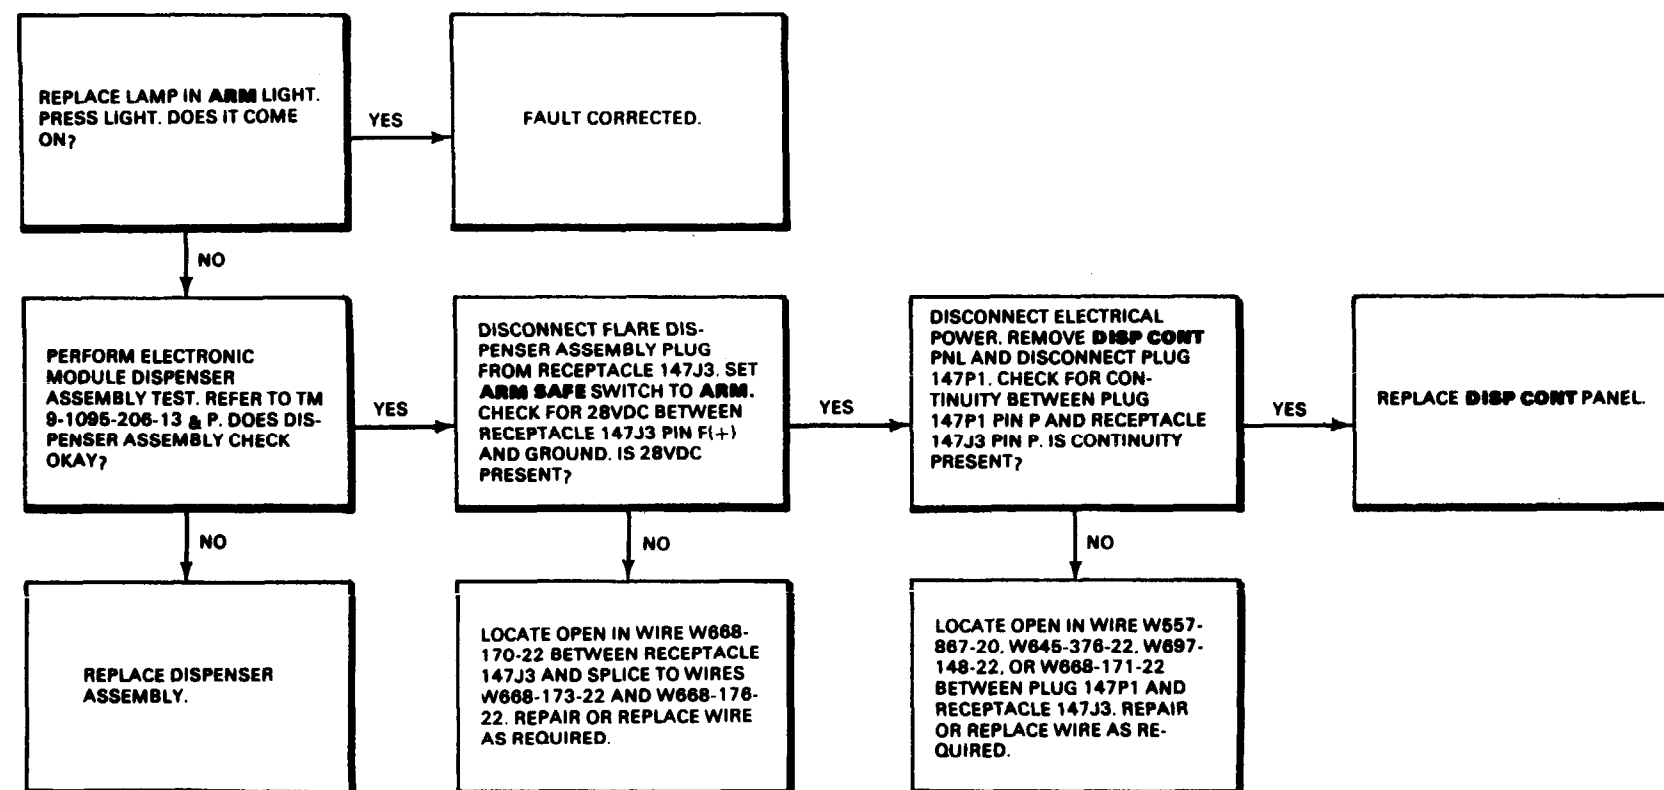 REPLACE LAMP IN ARM LIGHT.
PRESS LIGHT. DOES IT COME
ON?
YES
FAULT CORRECTED.
NO
PERFORM ELECTRONIC
MODULE DISPENSER
ASSEMBLY TEST. REFER TO TM
9-1095-206-13 & P. DOES DIS-
PENSER ASSEMBLY CHECK
OKAY?
YES
DISCONNECT FLARE DIS-
PENSER ASSEMBLY PLUG
FROM RECEPTACLE 147J3. SET
ARM SAFE SWITCH TO ARM.
CHECK FOR 28VDC BETWEEN
RECEPTACLE 147J3 PIN F(+)
AND GROUND. IS 28VDC
PRESENT?
YES
DISCONNECT ELECTRICAL
POWER. REMOVE DISP CONT
PNL AND DISCONNECT PLUG
147P1. CHECK FOR CON-
TINUITY BETWEEN PLUG
147P1 PIN P AND RECEPTACLE
147J3 PIN P. IS CONTINUITY
PRESENT?
YES
REPLACE DISP CONT PANEL.
NO
NO
NO
REPLACE DISPENSER
ASSEMBLY.
LOCATE OPEN IN WIRE W668-
170-22 BETWEEN RECEPTACLE
147J3 AND SPLICE TO WIRES
W668-173-22 AND W668-176-
22. REPAIR OR REPLACE WIRE
AS REQUIRED.
LOCATE OPEN IN WIRE W557-
867-20, W645-376-22, W697-
148-22, OR W668-171-22
BETWEEN PLUG 147P1 AND
RECEPTACLE 147J3. REPAIR
OR REPLACE WIRE AS RE-
QUIRED.